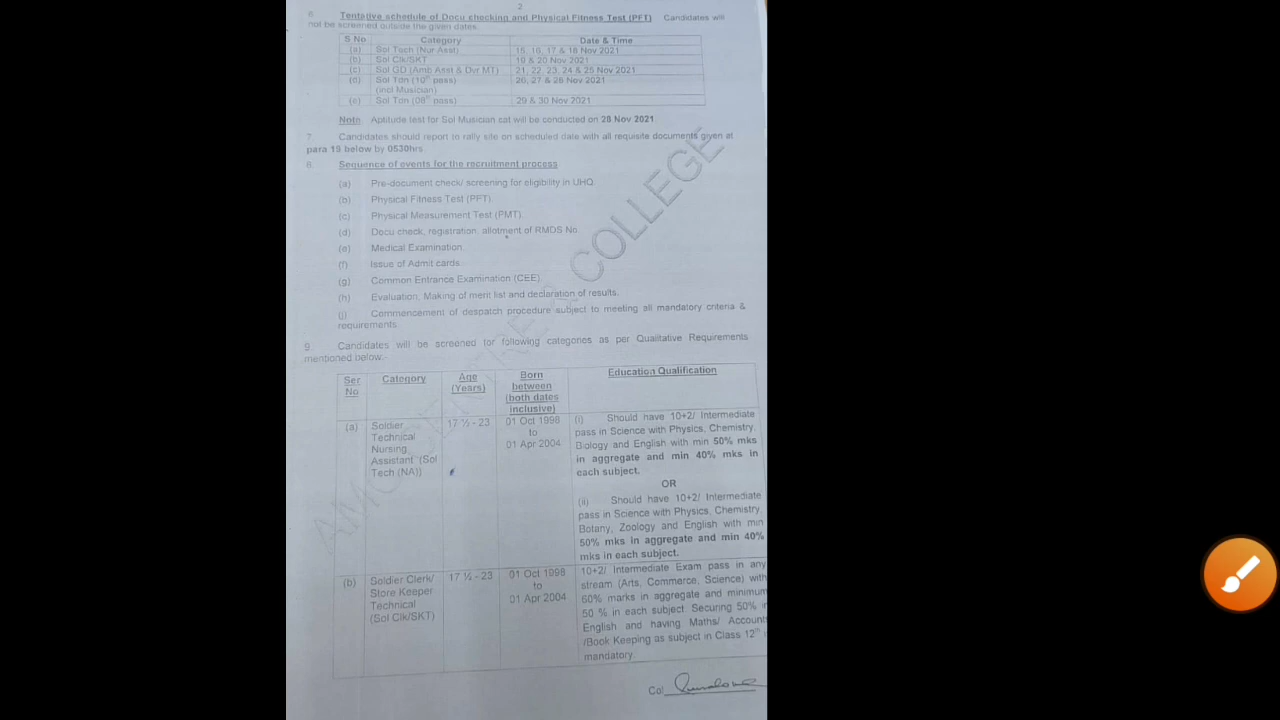 2
6. Tentative schedule of Docu checking and Physical Fitness Test (PFT) Candidates will
not be screened outside the given dates.
S No Category Date & Time
(a) Sol Tech (Nur Asst) 15, 16, 17 & 18 Nov 2021
(b) Sol Clk/SKT 19 & 20 Nov 2021
(c) Sol GD (Amb Asst & Dvr MT) 21, 22, 23, 24 & 25 Nov 2021
(d) Sol Tdn (10th pass) 26, 27 & 28 Nov 2021
(incl Musician)
(e) Sol Tdn (08th pass) 29 & 30 Nov 2021
Note. Aptitude test for Sol Musician cat will be conducted on 28 Nov 2021.
7. Candidates should report to rally site on scheduled date with all requisite documents given at
para 15 below by 0530hrs.
8. Sequence of events for the recruitment process
(a) Pre-document check/ screening for eligibility in UHQ.
(b) Physical Fitness Test (PFT).
(c) Physical Measurement Test (PMT).
(d) Docu check, registration, allotment of RMDS No.
(e) Medical Examination.
(f) Issue of Admit cards.
(g) Common Entrance Examination (CEE).
(h) Evaluation, Making of merit list and declaration of results.
(j) Commencement of despatch procedure subject to meeting all mandatory criteria &
requirements.
9. Candidates will be screened for following categories as per Qualitative Requirements
mentioned below:-
Ser No Category Age (Years) Born between (both dates inclusive) Education Qualification
(a) Soldier Technical Nursing Assistant (Sol Tech (NA)) 17 ½ - 23 01 Oct 1998 to 01 Apr 2004
(i) Should have 10+2/ Intermediate
pass in Science with Physics, Chemistry,
Biology and English with min 50% mks
in aggregate and min 40% mks in
each subject.
OR
(ii) Should have 10+2/ Intermediate
pass in Science with Physics, Chemistry,
Botany, Zoology and English with min
50% mks in aggregate and min 40%
mks in each subject.
(b) Soldier Clerk/ Store Keeper Technical (Sol Clk/SKT) 17 ½ - 23 01 Oct 1998 to 01 Apr 2004
10+2/ Intermediate Exam pass in any
stream (Arts, Commerce, Science) with
60% marks in aggregate and minimum
50 % in each subject. Securing 50% in
English and having Maths/ Account
/Book Keeping as subject in Class 12th
mandatory.
Col
AMC CENTRE & COLLEGE